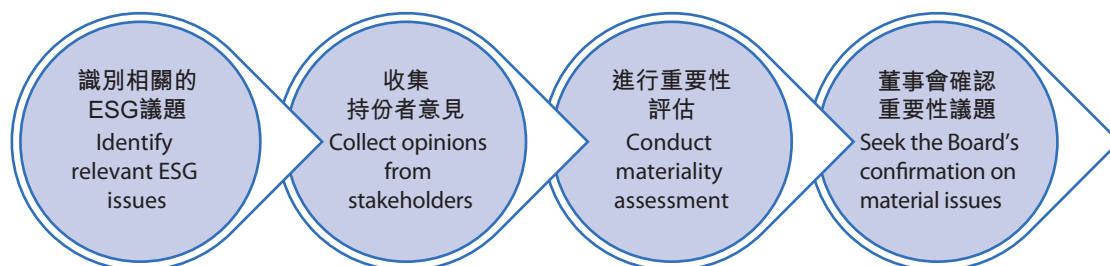 識別相關的
ESG議題
Identify
relevant ESG
issues
收集
持份者意見
Collect opinions
from
stakeholders
進行重要性
評估
Conduct
materiality
assessment
董事會確認
重要性議題
Seek the Board’s
confirmation on
material issues